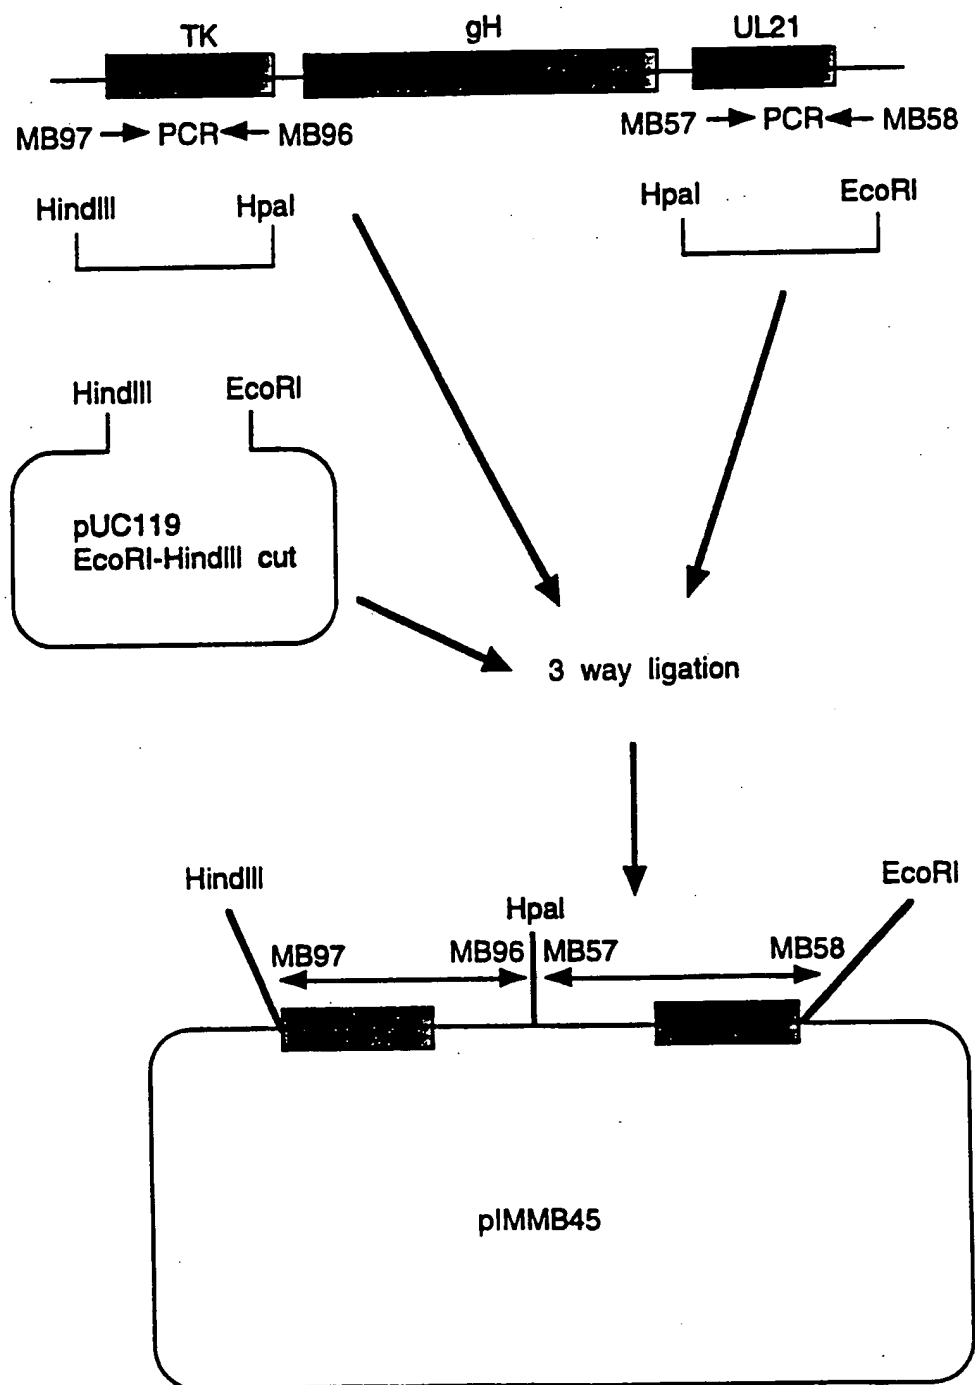 TK gH UL21
MB97 PCR MB96 MB57 PCR MB58
HindIII HpaI HpaI EcoRI
HindIII EcoRI
pUC119
EcoRI-HindIII cut
3 way ligation
HindIII EcoRI
HpaI
MB97 MB96 MB57 MB58
pIMMB45